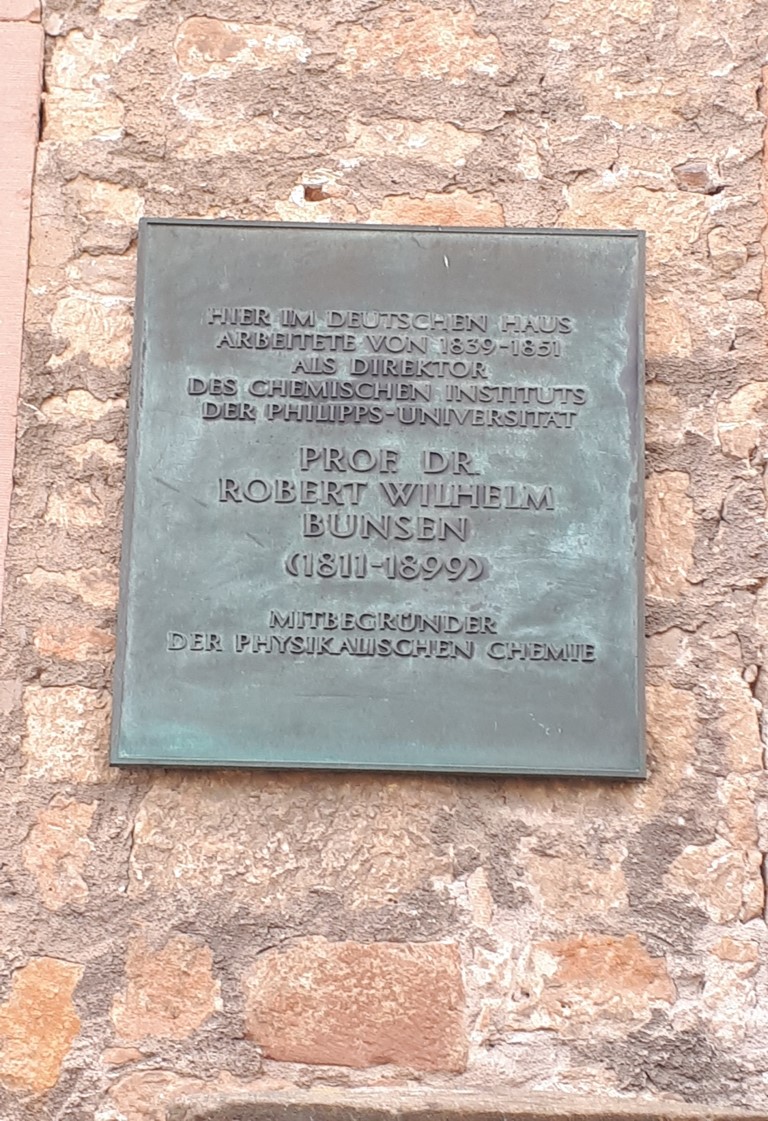 HIER IM DEUTSCHEN HAUS
ARBEITETE VON 1839-1851
ALS DIREKTOR
DES CHEMISCHEN INSTITUTS
DER PHILIPPS-UNIVERSITÄT
PROF. DR.
ROBERT WILHELM
BUNSEN
(1811-1899)
MITBEGRÜNDER
DER PHYSIKALISCHEN CHEMIE